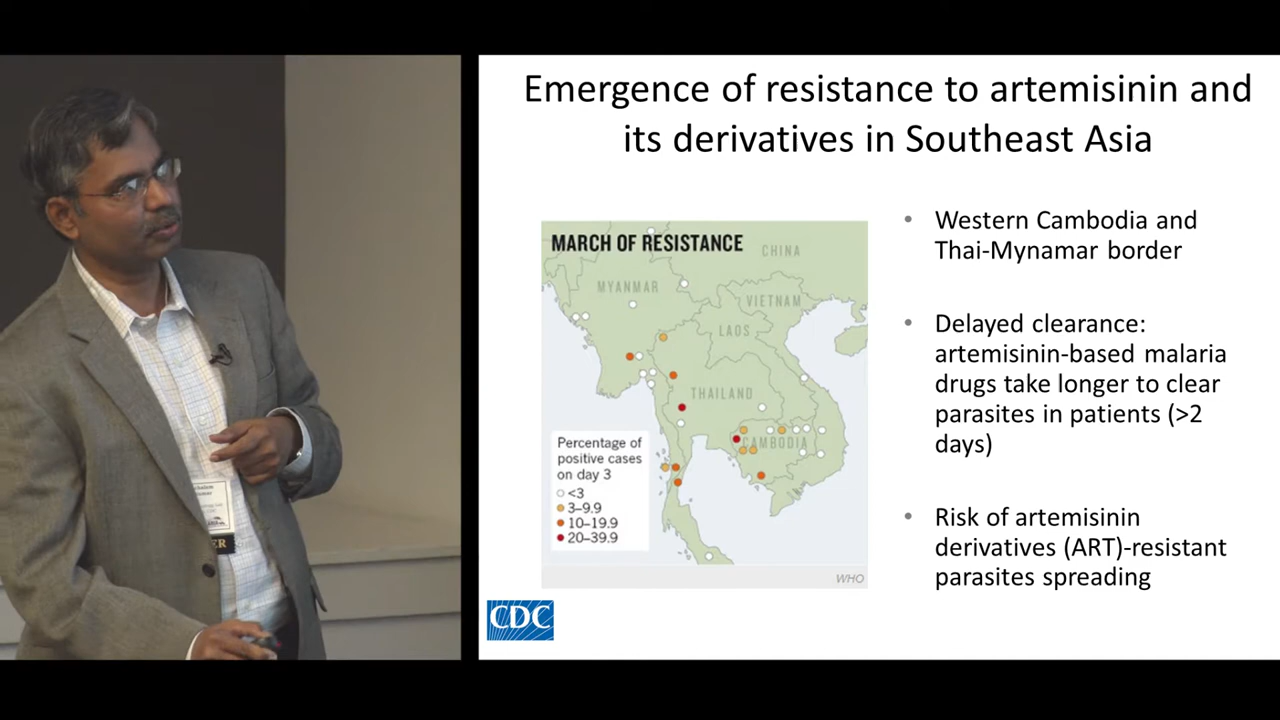 Emergence of resistance to artemisinin and
its derivatives in Southeast Asia
MARCH OF RESISTANCE
CHINA
MYANMAR
VIETNAM
LAOS
THAILAND
CAMBODIA
Percentage of
positive cases
on day 3
<3
3–9.9
10–19.9
20–39.9
WHO
• Western Cambodia and
Thai-Mynamar border
• Delayed clearance:
artemisinin-based malaria
drugs take longer to clear
parasites in patients (>2
days)
• Risk of artemisinin
derivatives (ART)-resistant
parasites spreading
CDC
ER